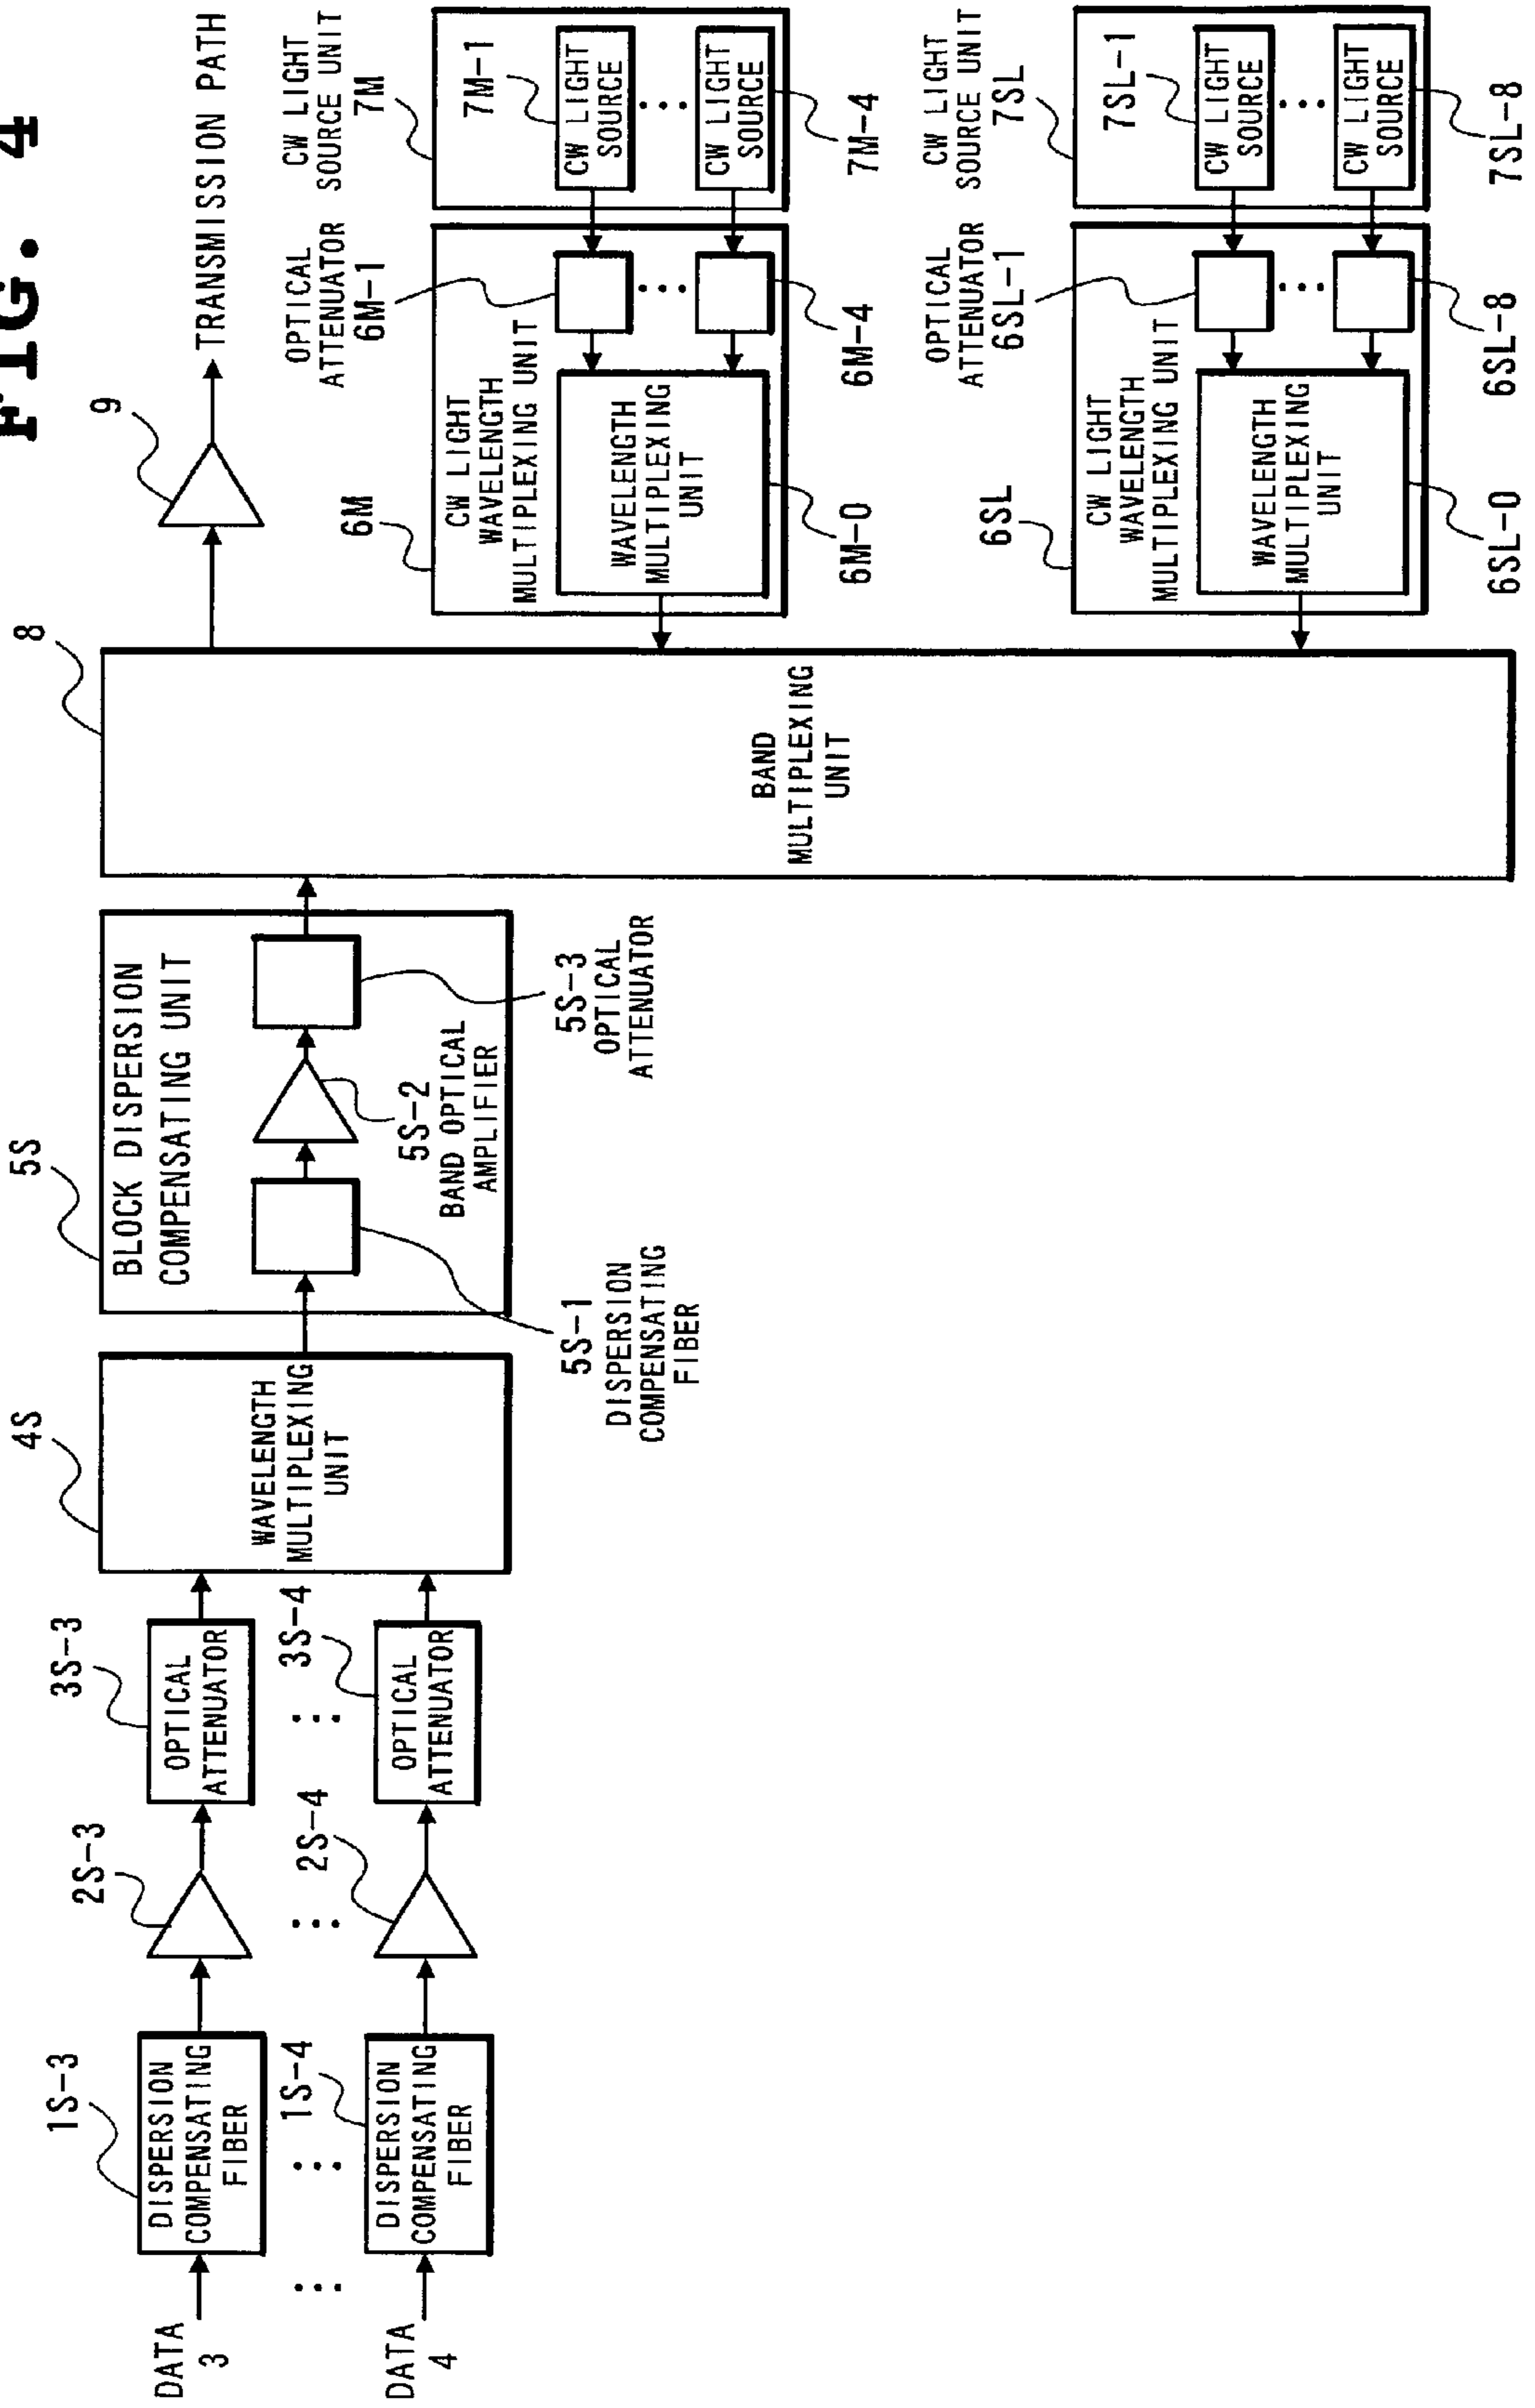 FIG. 4
DATA
3
1S-3
DISPERSION
COMPENSATING
FIBER
2S-3
3S-3
OPTICAL
ATTENUATOR
DATA
4
1S-4
DISPERSION
COMPENSATING
FIBER
2S-4
3S-4
OPTICAL
ATTENUATOR
4S
WAVELENGTH
MULTIPLEXING
UNIT
5S
BLOCK DISPERSION
COMPENSATING UNIT
5S-1
DISPERSION
COMPENSATING
FIBER
5S-2
BAND OPTICAL
AMPLIFIER
5S-3
OPTICAL
ATTENUATOR
8
BAND
MULTIPLEXING
UNIT
9
TRANSMISSION PATH
6M
CW LIGHT
WAVELENGTH
MULTIPLEXING UNIT
WAVELENGTH
MULTIPLEXING
UNIT
6M-0
OPTICAL
ATTENUATOR
6M-1
6M-4
CW LIGHT
SOURCE UNIT
7M
7M-1
CW LIGHT
SOURCE
CW LIGHT
SOURCE
7M-4
6SL
CW LIGHT
WAVELENGTH
MULTIPLEXING UNIT
WAVELENGTH
MULTIPLEXING
UNIT
6SL-0
OPTICAL
ATTENUATOR
6SL-1
6SL-8
CW LIGHT
SOURCE UNIT
7SL
7SL-1
CW LIGHT
SOURCE
CW LIGHT
SOURCE
7SL-8